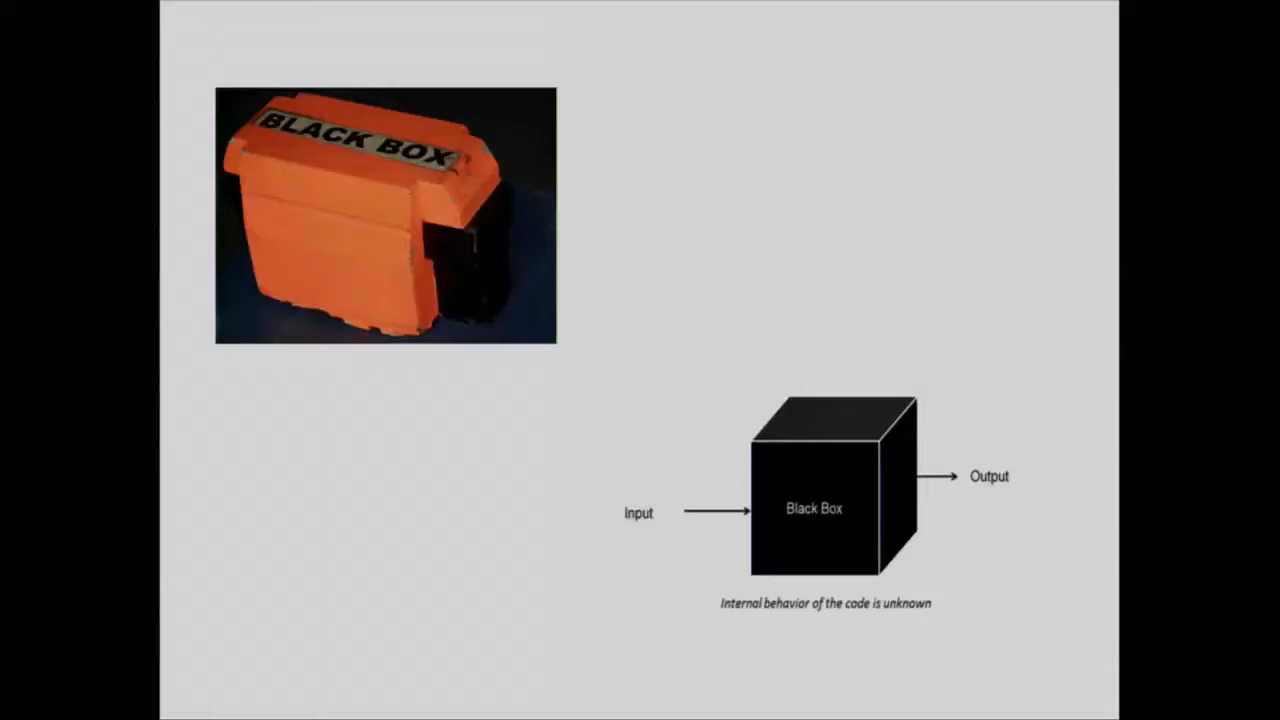 BLACK BOX
Output
Input
Black Box
Internal behavior of the code is unknown